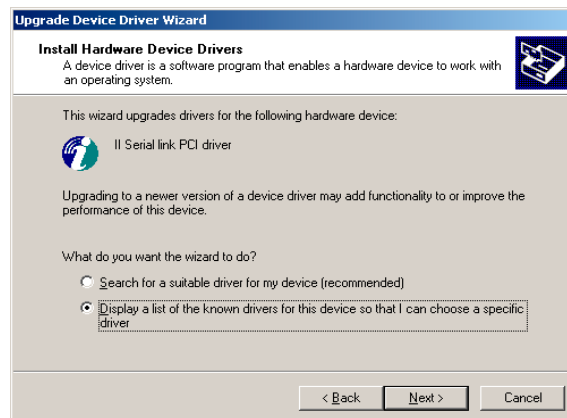 Upgrade Device Driver Wizard
Install Hardware Device Drivers
A device driver is a software program that enables a hardware device to work with
an operating system.
This wizard upgrades drivers for the following hardware device:
II Serial link PCI driver
Upgrading to a newer version of a device driver may add functionality to or improve the
performance of this device.
What do you want the wizard to do?
Search for a suitable driver for my device (recommended)
Display a list of the known drivers for this device so that I can choose a specific
driver
< Back Next > Cancel